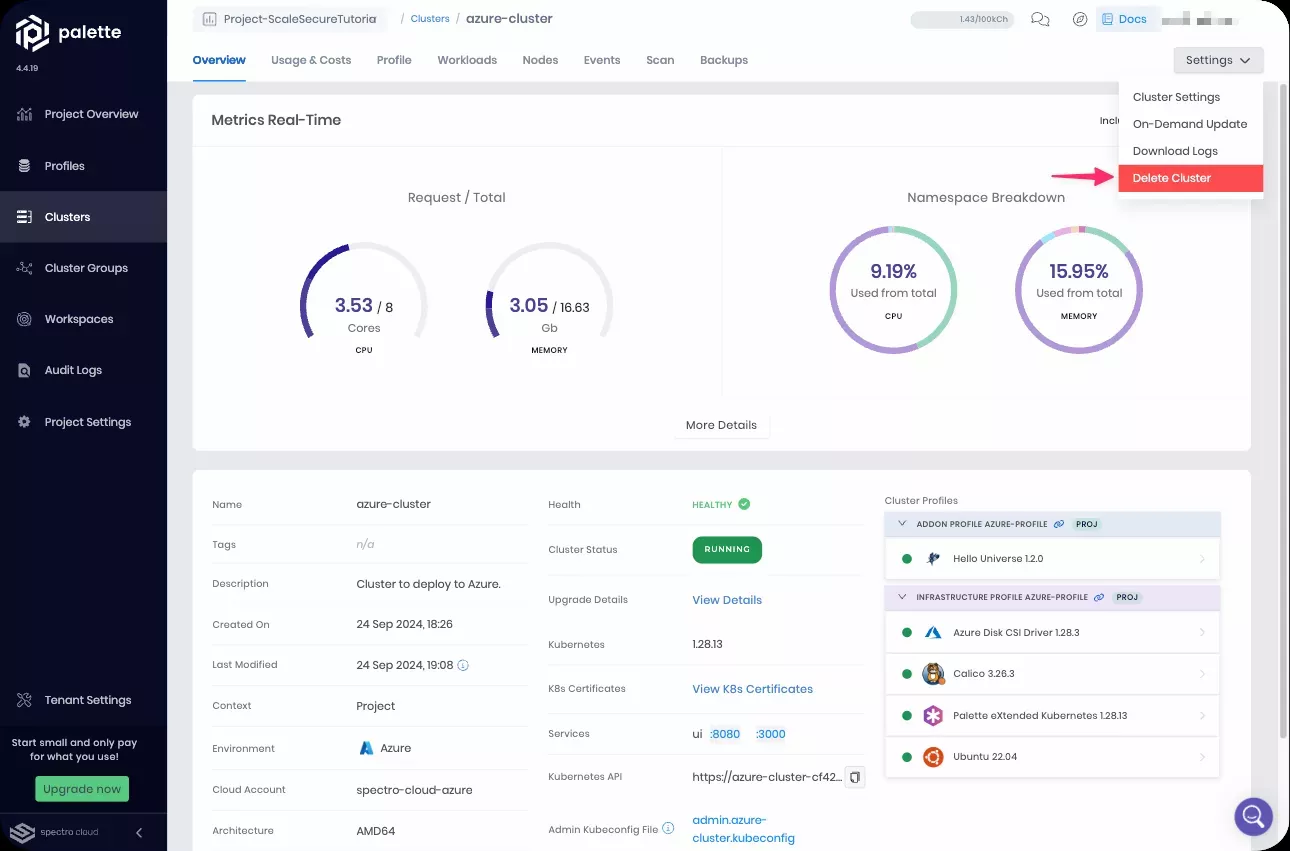 palette
4.4.19
Project Overview
Profiles
Clusters
Cluster Groups
Workspaces
Audit Logs
Project Settings
Tenant Settings
Start small and only pay
for what you use!
Upgrade now
spectro cloud
Project-ScaleSecureTutoria
/ Clusters / azure-cluster
1.43/100kCh
Docs
Overview Usage & Costs Profile Workloads Nodes Events Scan Backups
Settings
Cluster Settings
On-Demand Update
Download Logs
Delete Cluster
Metrics Real-Time
Request / Total
3.53 / 8
Cores
CPU
3.05 / 16.63
Gb
MEMORY
Namespace Breakdown
9.19%
Used from total
CPU
15.95%
Used from total
MEMORY
More Details
Name azure-cluster
Tags n/a
Description Cluster to deploy to Azure.
Created On 24 Sep 2024, 18:26
Last Modified 24 Sep 2024, 19:08
Context Project
Environment Azure
Cloud Account spectro-cloud-azure
Architecture AMD64
Health HEALTHY
Cluster Status RUNNING
Upgrade Details View Details
Kubernetes 1.28.13
K8s Certificates View K8s Certificates
Services ui :8080 :3000
Kubernetes API https://azure-cluster-cf42...
Admin Kubeconfig File admin.azure-
cluster.kubeconfig
Cluster Profiles
ADDON PROFILE AZURE-PROFILE PROJ
Hello Universe 1.2.0
INFRASTRUCTURE PROFILE AZURE-PROFILE PROJ
Azure Disk CSI Driver 1.28.3
Calico 3.26.3
Palette eXtended Kubernetes 1.28.13
Ubuntu 22.04